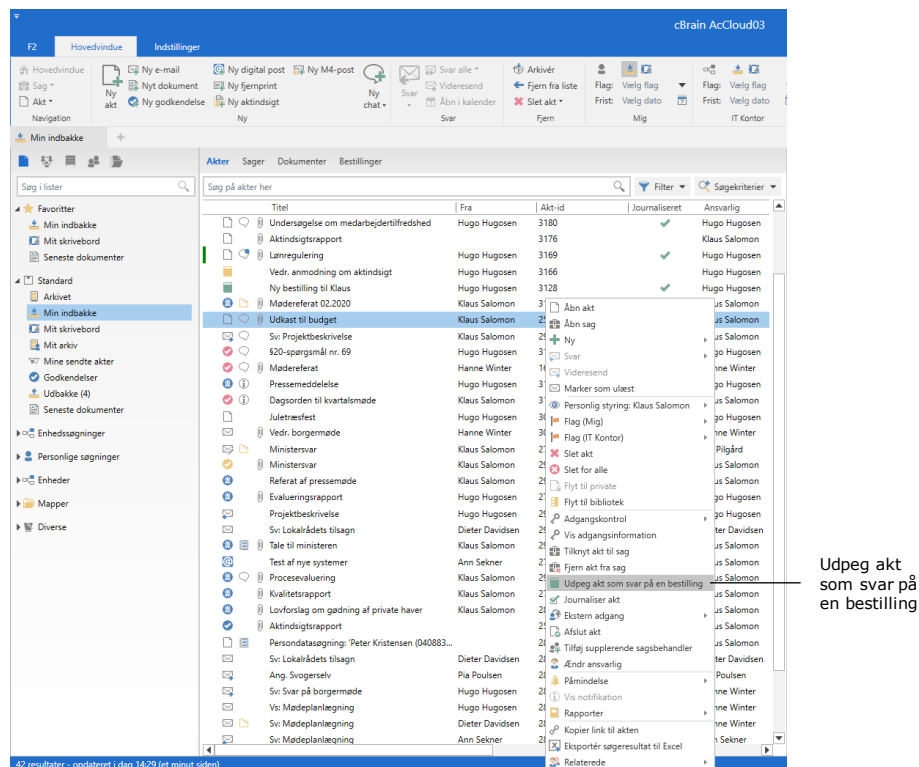 cBrain AcCloud03
F2 Hovedvindue Indstillinger
Hovedvindue Ny e-mail Ny digital post Ny M4-post Svar alle Arkivér
Sag Nyt dokument Ny fjernprint Videresend Fjern fra liste Flag: Vælg flag Flag: Vælg flag
Akt Ny akt Ny godkendelse Ny aktindsigt Ny chat Svar Åbn i kalender Slet akt Frist: Vælg dato Frist: Vælg dato
Navigation Ny Svar Fjern Mig IT Kontor
Min indbakke +
Akter Sager Dokumenter Bestillinger
Søg i lister Søg på akter her Filter Søgekriterier
Titel Fra Akt-id Journaliseret Ansvarlig
Favoritter
Min indbakke
Mit skrivebord
Seneste dokumenter
Standard
Arkivet
Min indbakke
Mit skrivebord
Mit arkiv
Mine sendte akter
Godkendelser
Udbakke (4)
Seneste dokumenter
Enhedssøgninger
Personlige søgninger
Enheder
Mapper
Diverse
Undersøgelse om medarbejdertilfredshed Hugo Hugosen 3180 Hugo Hugosen
Aktindsigtsrapport 3176 Klaus Salomon
Lønregulering Hugo Hugosen 3169 Hugo Hugosen
Vedr. anmodning om aktindsigt Hugo Hugosen 3166 Hugo Hugosen
Ny bestilling til Klaus Hugo Hugosen 3128 Hugo Hugosen
Mødereferat 02.2020 Klaus Salomon
Udkast til budget Klaus Salomon
Sv: Projektbeskrivelse Klaus Salomon
§20-spørgsmål nr. 69 Hugo Hugosen
Mødereferat Hanne Winter
Pressemeddelelse Hugo Hugosen
Dagsorden til kvartalsmøde Klaus Salomon
Juletræsfest Hugo Hugosen
Vedr. borgermøde Hanne Winter
Ministersvar Klaus Salomon
Ministersvar Klaus Salomon
Referat af pressemøde Klaus Salomon
Evalueringsrapport Hugo Hugosen
Projektbeskrivelse Hugo Hugosen
Sv: Lokalrådets tilsagn Dieter Davidsen
Tale til ministeren Klaus Salomon
Test af nye systemer Ann Sekner
Procesevaluering Klaus Salomon
Kvalitetsrapport Klaus Salomon
Lovforslag om gødning af private haver Klaus Salomon
Aktindsigtsrapport
Persondatasøgning: 'Peter Kristensen (040883...
Sv: Lokalrådets tilsagn Dieter Davidsen
Ang. Svogerselv Pia Poulsen
Sv: Svar på borgermøde Hugo Hugosen
Vs: Mødeplanlægning Hugo Hugosen
Sv: Mødeplanlægning Dieter Davidsen
Sv: Mødeplanlægning Ann Sekner
Åbn akt
Åbn sag
Ny
Svar
Videresend
Marker som ulæst
Personlig styring: Klaus Salomon
Flag (Mig)
Flag (IT Kontor)
Slet akt
Slet for alle
Flyt til private
Flyt til bibliotek
Adgangskontrol
Vis adgangsinformation
Tilknyt akt til sag
Fjern akt fra sag
Udpeg akt som svar på en bestilling
Journaliser akt
Ekstern adgang
Afslut akt
Tilføj supplerende sagsbehandler
Ændr ansvarlig
Påmindelse
Vis notifikation
Rapporter
Kopier link til akten
Eksportér søgeresultat til Excel
Relaterede
42 resultater - opdateret i dag 14:29 (et minut siden)
Udpeg akt
som svar på
en bestilling